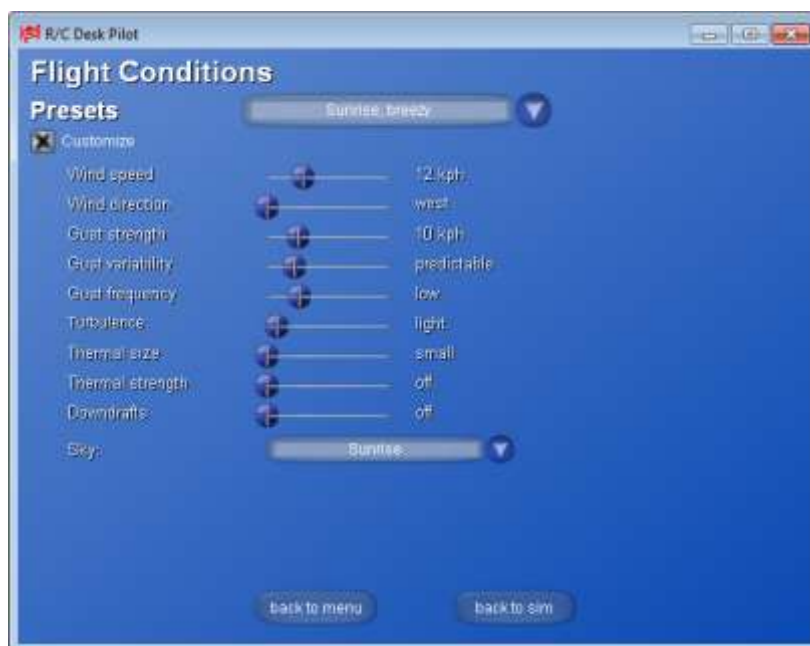 R/C Desk Pilot
Flight Conditions
Presets Sunrise, breezy
Customize
Wind speed 12 kph
Wind direction west
Gust strength 10 kph
Gust variability predictable
Gust frequency low
Turbulence light
Thermal size small
Thermal strength off
Downdrafts off
Sky: Sunrise
back to menu back to sim